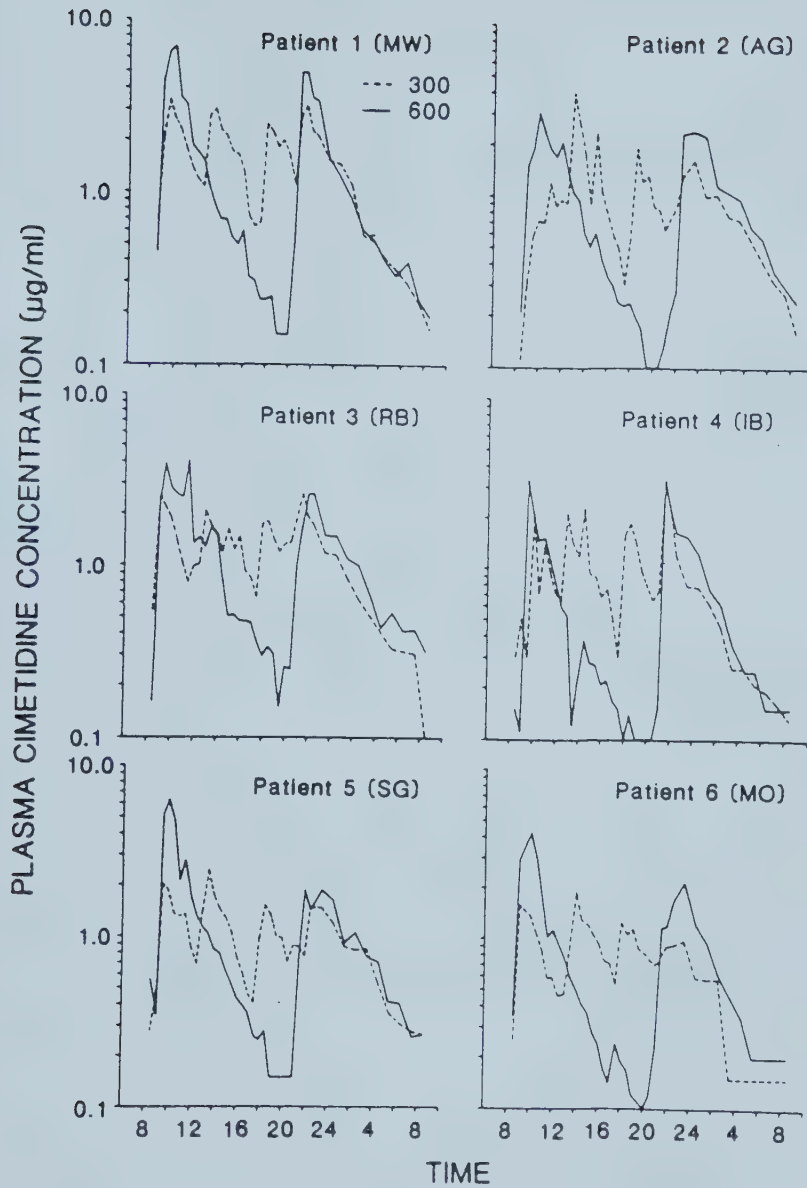 PLASMA CIMETIDINE CONCENTRATION (µg/ml)
10.0
1.0
0.1
Patient 1 (MW)
300
600
Patient 2 (AG)
10.0
1.0
0.1
Patient 3 (RB)
Patient 4 (IB)
10.0
1.0
0.1
Patient 5 (SG)
Patient 6 (MO)
8 12 16 20 24 4 8
8 12 16 20 24 4 8
TIME